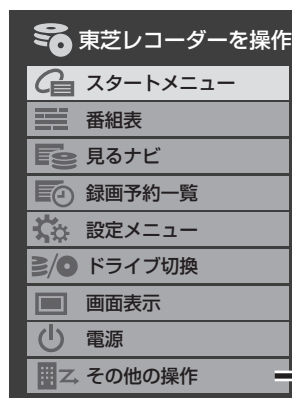 東芝レコーダーを操作
スタートメニュー
番組表
見るナビ
録画予約一覧
設定メニュー
ドライブ切換
画面表示
電源
その他の操作